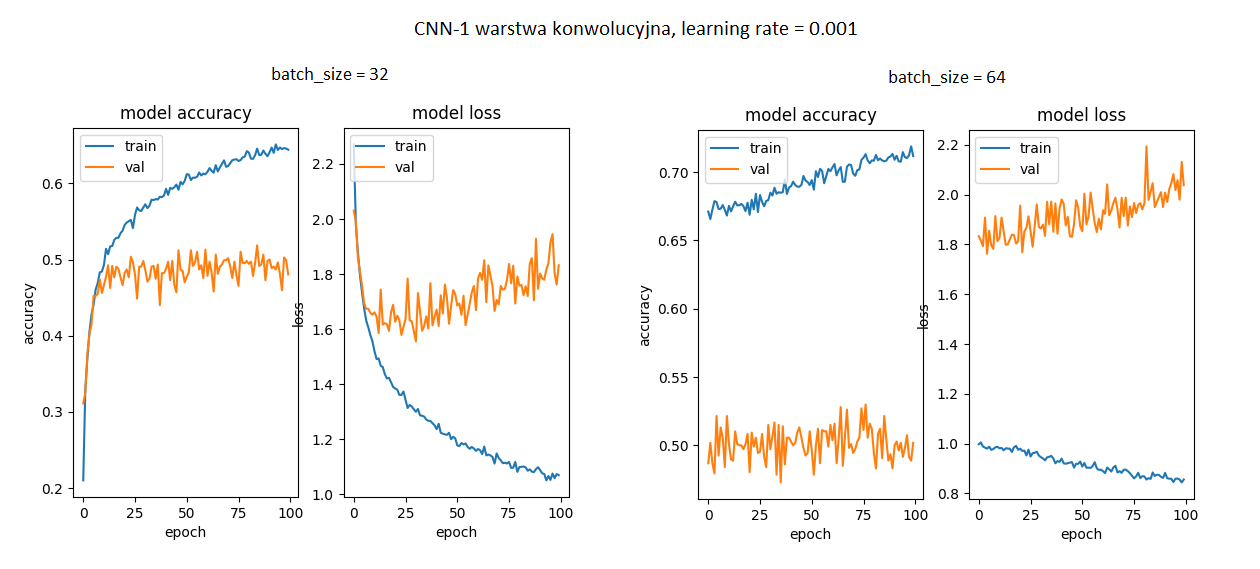 CNN-1 warstwa konwolucyjna, learning rate = 0.001
batch_size = 32
model accuracy
train
val
accuracy
0.6
0.5
0.4
0.3
0.2
0
25
50
75
100
epoch
model loss
train
val
loss
2.2
2.0
1.8
1.6
1.4
1.2
1.0
0
25
50
75
100
epoch
batch_size = 64
model accuracy
train
val
accuracy
0.70
0.65
0.60
0.55
0.50
0
25
50
75
100
epoch
model loss
train
val
loss
2.2
2.0
1.8
1.6
1.4
1.2
1.0
0.8
0
25
50
75
100
epoch